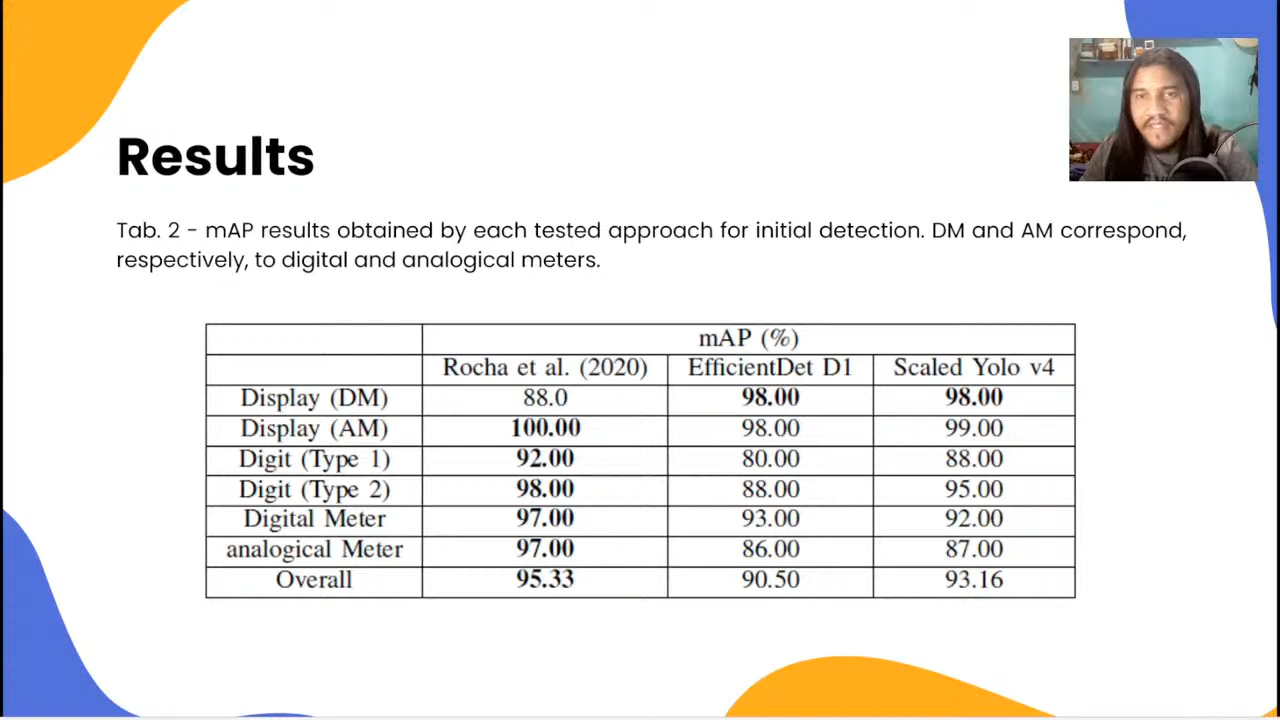 Results
Tab. 2 - mAP results obtained by each tested approach for initial detection. DM and AM correspond,
respectively, to digital and analogical meters.
mAP (%)
Rocha et al. (2020) EfficientDet D1 Scaled Yolo v4
Display (DM) 88.0 98.00 98.00
Display (AM) 100.00 98.00 99.00
Digit (Type 1) 92.00 80.00 88.00
Digit (Type 2) 98.00 88.00 95.00
Digital Meter 97.00 93.00 92.00
analogical Meter 97.00 86.00 87.00
Overall 95.33 90.50 93.16